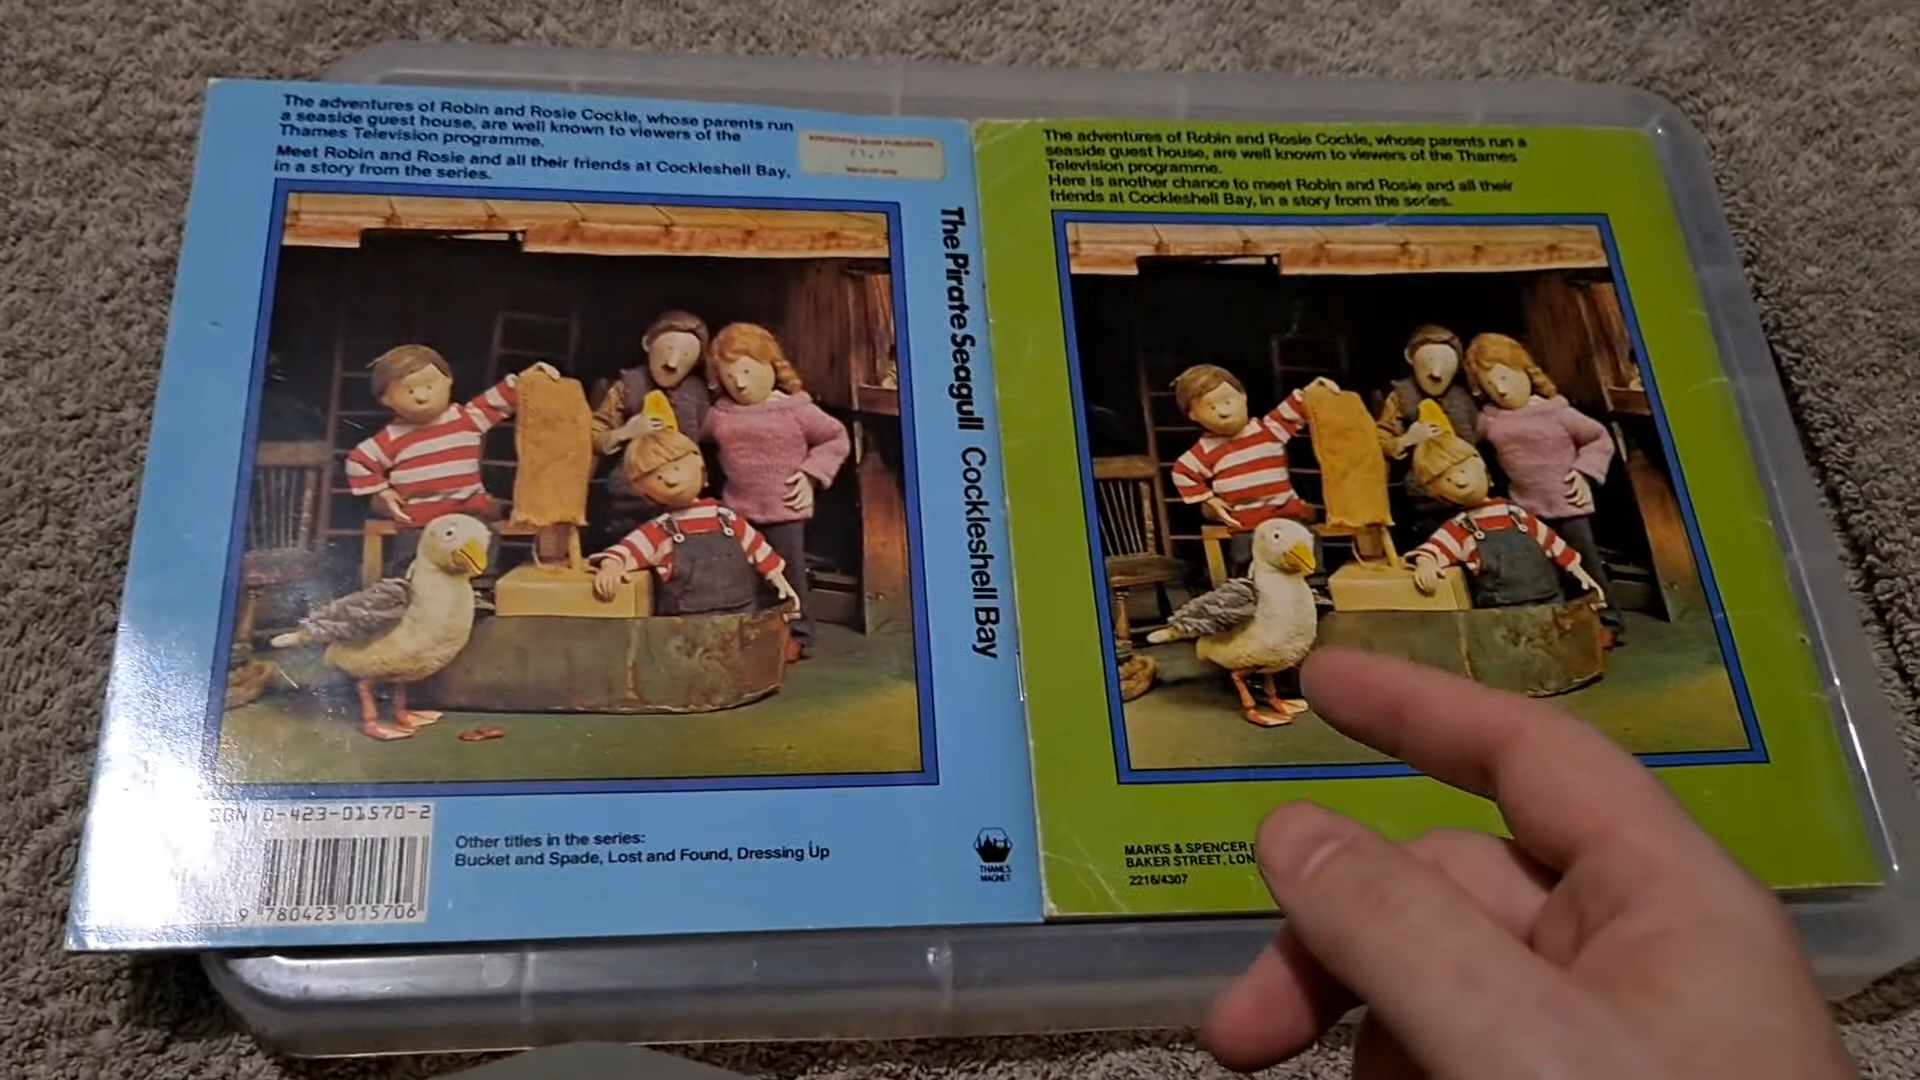 The adventures of Robin and Rosie Cockle, whose parents run
a seaside guest house, are well known to viewers of the
Thames Television programme.
Meet Robin and Rosie and all their friends at Cockleshell Bay,
in a story from the series.
The Pirate Seagull Cockleshell Bay
ISBN 0-423-01570-2
9 780423 015706
Other titles in the series:
Bucket and Spade, Lost and Found, Dressing Up
THAMES
MAGNET
The adventures of Robin and Rosie Cockle, whose parents run a
seaside guest house, are well known to viewers of the Thames
Television programme.
Here is another chance to meet Robin and Rosie and all their
friends at Cockleshell Bay, in a story from the series.
MARKS & SPENCER
BAKER STREET, LON
2216/4307